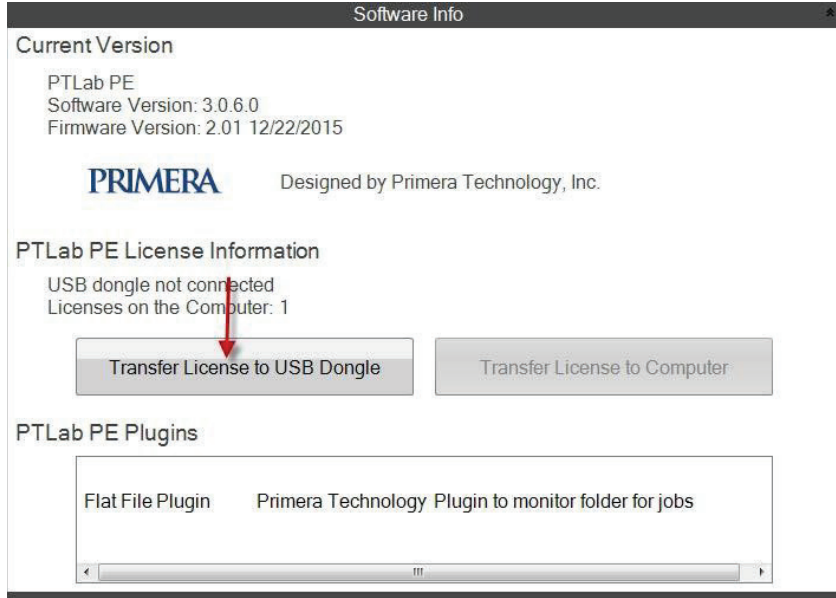 Software Info
Current Version
PTLab PE
Software Version: 3.0.6.0
Firmware Version: 2.01 12/22/2015
PRIMERA Designed by Primera Technology, Inc.
PTLab PE License Information
USB dongle not connected
Licenses on the Computer: 1
Transfer License to USB Dongle Transfer License to Computer
PTLab PE Plugins
Flat File Plugin Primera Technology Plugin to monitor folder for jobs